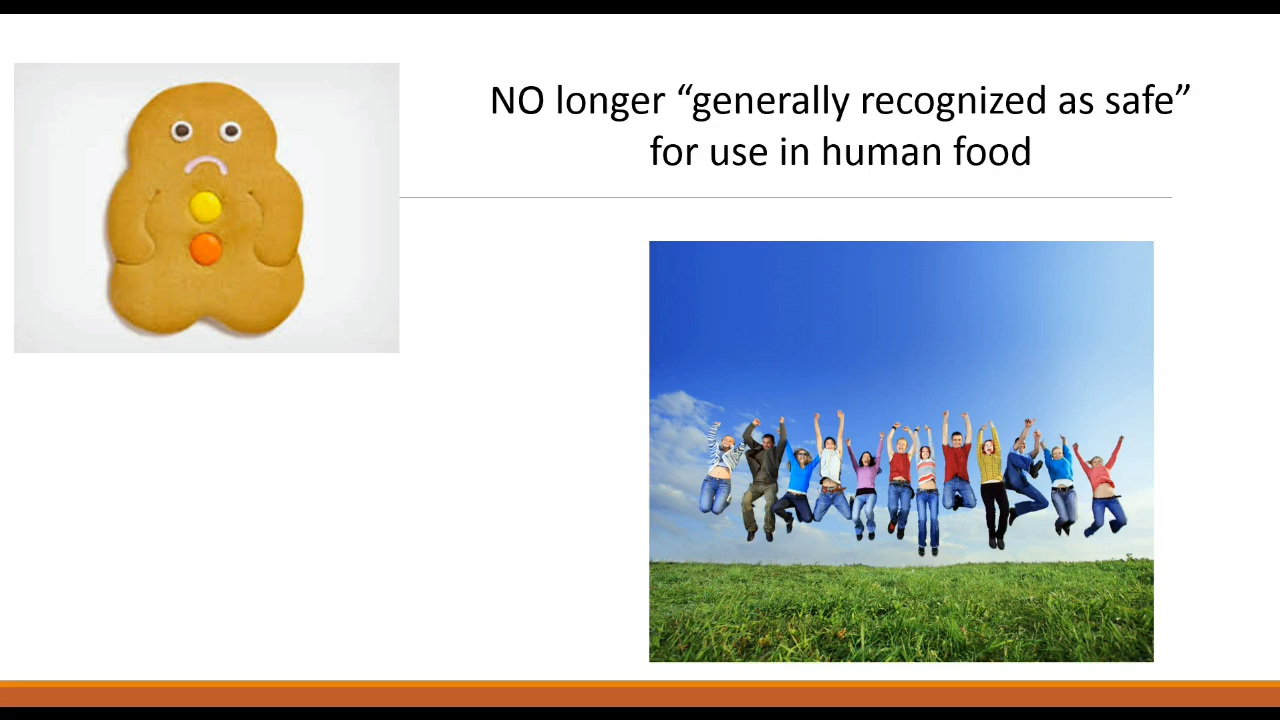 NO longer “generally recognized as safe”
for use in human food